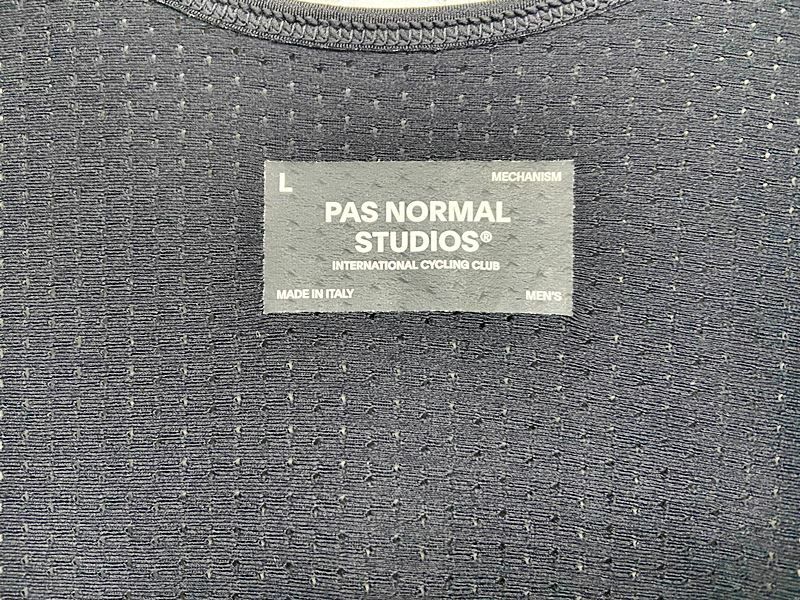 L
MECHANISM
PAS NORMAL
STUDIOS®
INTERNATIONAL CYCLING CLUB
MADE IN ITALY
MEN'S